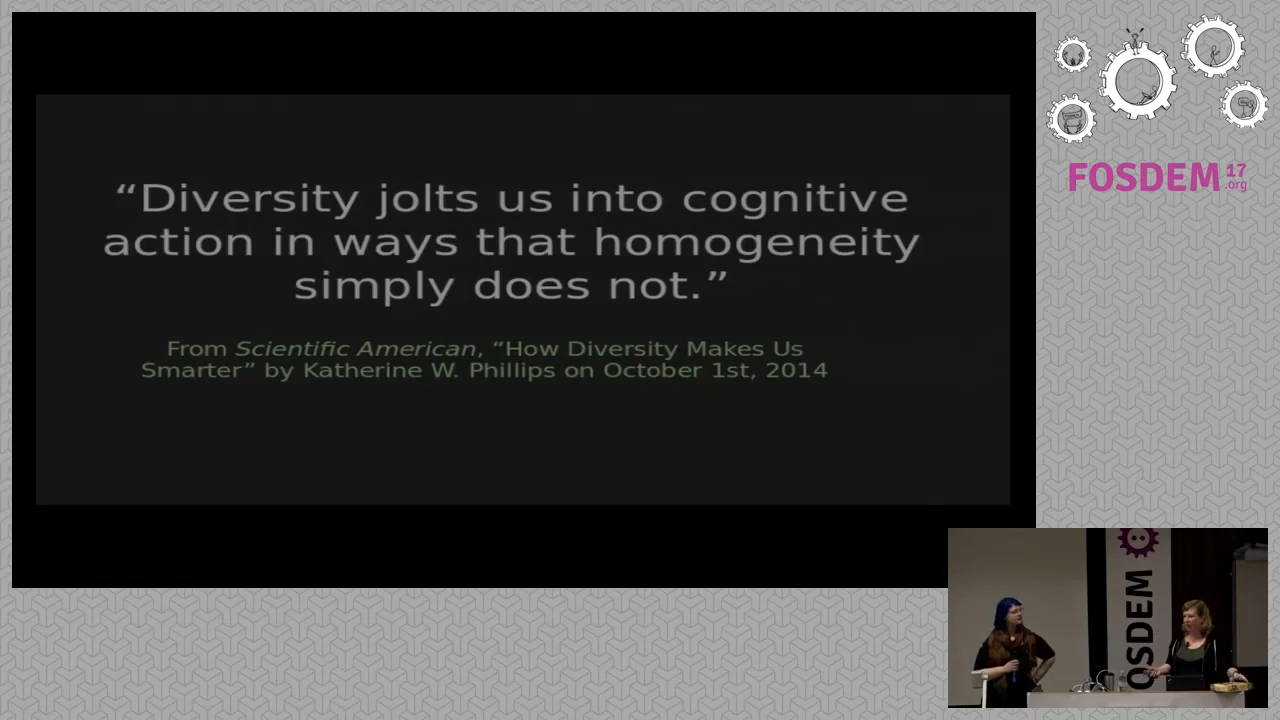 “Diversity jolts us into cognitive
action in ways that homogeneity
simply does not.”
From Scientific American, “How Diversity Makes Us
Smarter” by Katherine W. Phillips on October 1st, 2014
FOSDEM 17
.org
OSDEM